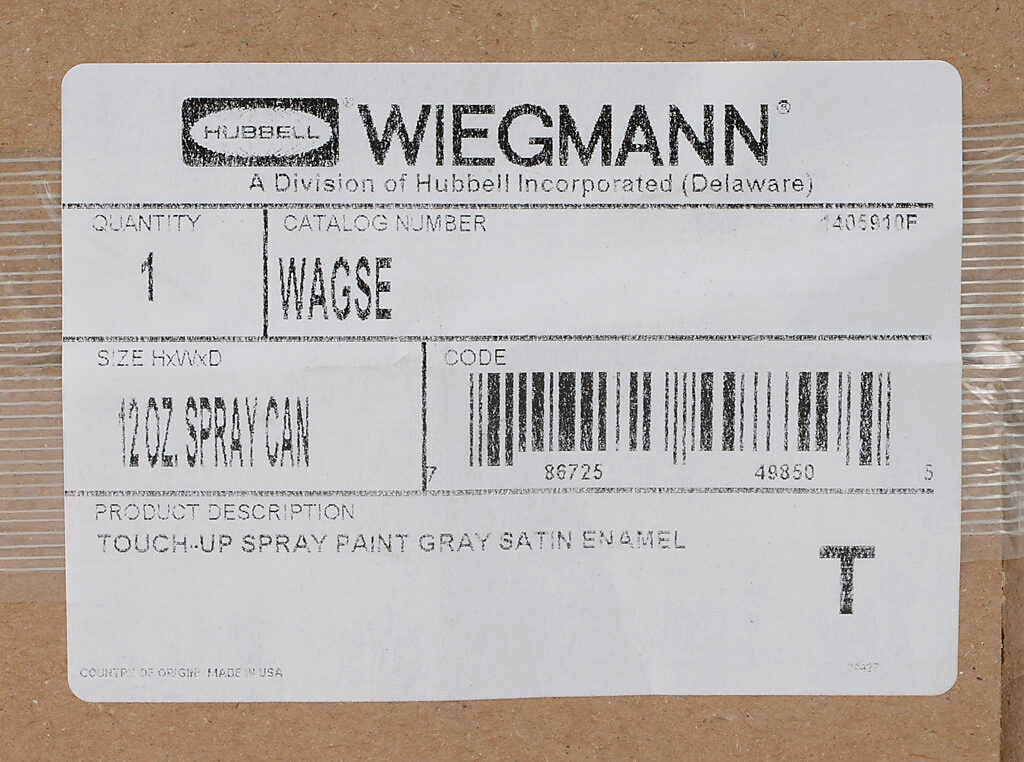 HUBBELL ® WIEGMANN ®
A Division of Hubbell Incorporated (Delaware)
QUANTITY CATALOG NUMBER 1405910F
1 WAGSE
SIZE HxWxD CODE
12 OZ. SPRAY CAN
7 86725 49850 5
PRODUCT DESCRIPTION
TOUCH-UP SPRAY PAINT GRAY SATIN ENAMEL
T
COUNTRY OF ORIGIN: MADE IN USA